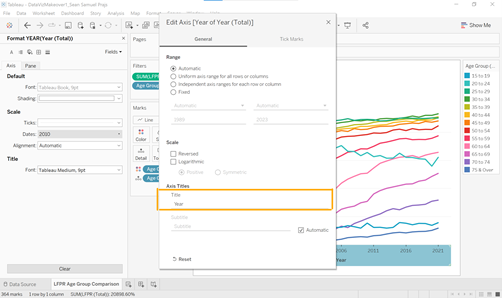 Tableau - DataVizMakeover1_Swen Samuel Prajs
File Data Worksheet Dashboard Story Analysis Map Format
Show Me
Format YEAR(Year (Total))
Fields
Axis Pane
Default
Font: Tableau Book, 9pt
Shading:
Scale
Ticks:
Dates: 2010
Alignment: Automatic
Title
Font: Tableau Medium, 9pt
Clear
Pages
Filters
SUM(LFPR
Age Group
Marks
Line
Color
Detail
Age G
Age G
Edit Axis [Year of Year (Total)]
General Tick Marks
Range
Automatic
Uniform axis range for all rows or columns
Independent axis ranges for each row or column
Fixed
Automatic Automatic
2020
Scale
Reversed
Logarithmic
Positive Symmetric
Axis Titles
Title
Year
Subtitle
Subtitle
Automatic
Reset
2011 2013 2015 2017 2019 2021
Year
Age Group
15 to 19
20 to 24
25 to 29
30 to 34
35 to 39
40 to 44
45 to 49
50 to 54
55 to 59
60 to 64
65 to 69
70 to 74
75 & Over
Data Source LFPR Age Group Comparison
364 marks 1 row by 1 column SUM(LFPR (Total)): 20898.60%